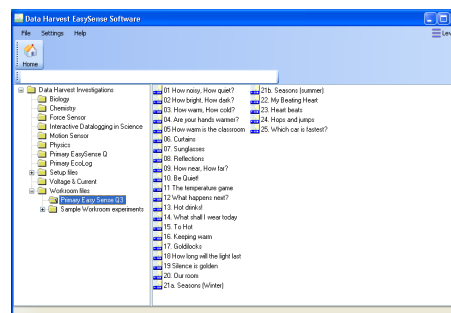 Data Harvest EasySense Software
File Settings Help
Lev
Home
Data Harvest Investigations
Biology
Chemistry
Force Sensor
Interactive Datalogging in Science
Motion Sensor
Physics
Primary EasySense Q
Primary EcoLog
Setup files
Voltage & Current
Workroom files
Primary Easy Sense Q3
Sample Workroom experiments
01 How noisy, How quiet?
02 How bright, How dark?
03. How warm, How cold?
04. Are your hands warmer?
05 How warm is the classroom
06. Curtains
07. Sunglasses
08. Reflections
09. How near, How far?
10. Be Quiet!
11 The temperature game
12 What happens next?
13. Hot drinks!
14. What shall I wear today
15. To Hot
16. Keeping warm
17. Goldilocks
18 How long will the light last
19 Silence is golden
20. Our room
21a. Seasons (Winter)
21b. Seasons (summer)
22. My Beating Heart
23. Heart beats
24. Hops and jumps
25. Which car is fastest?